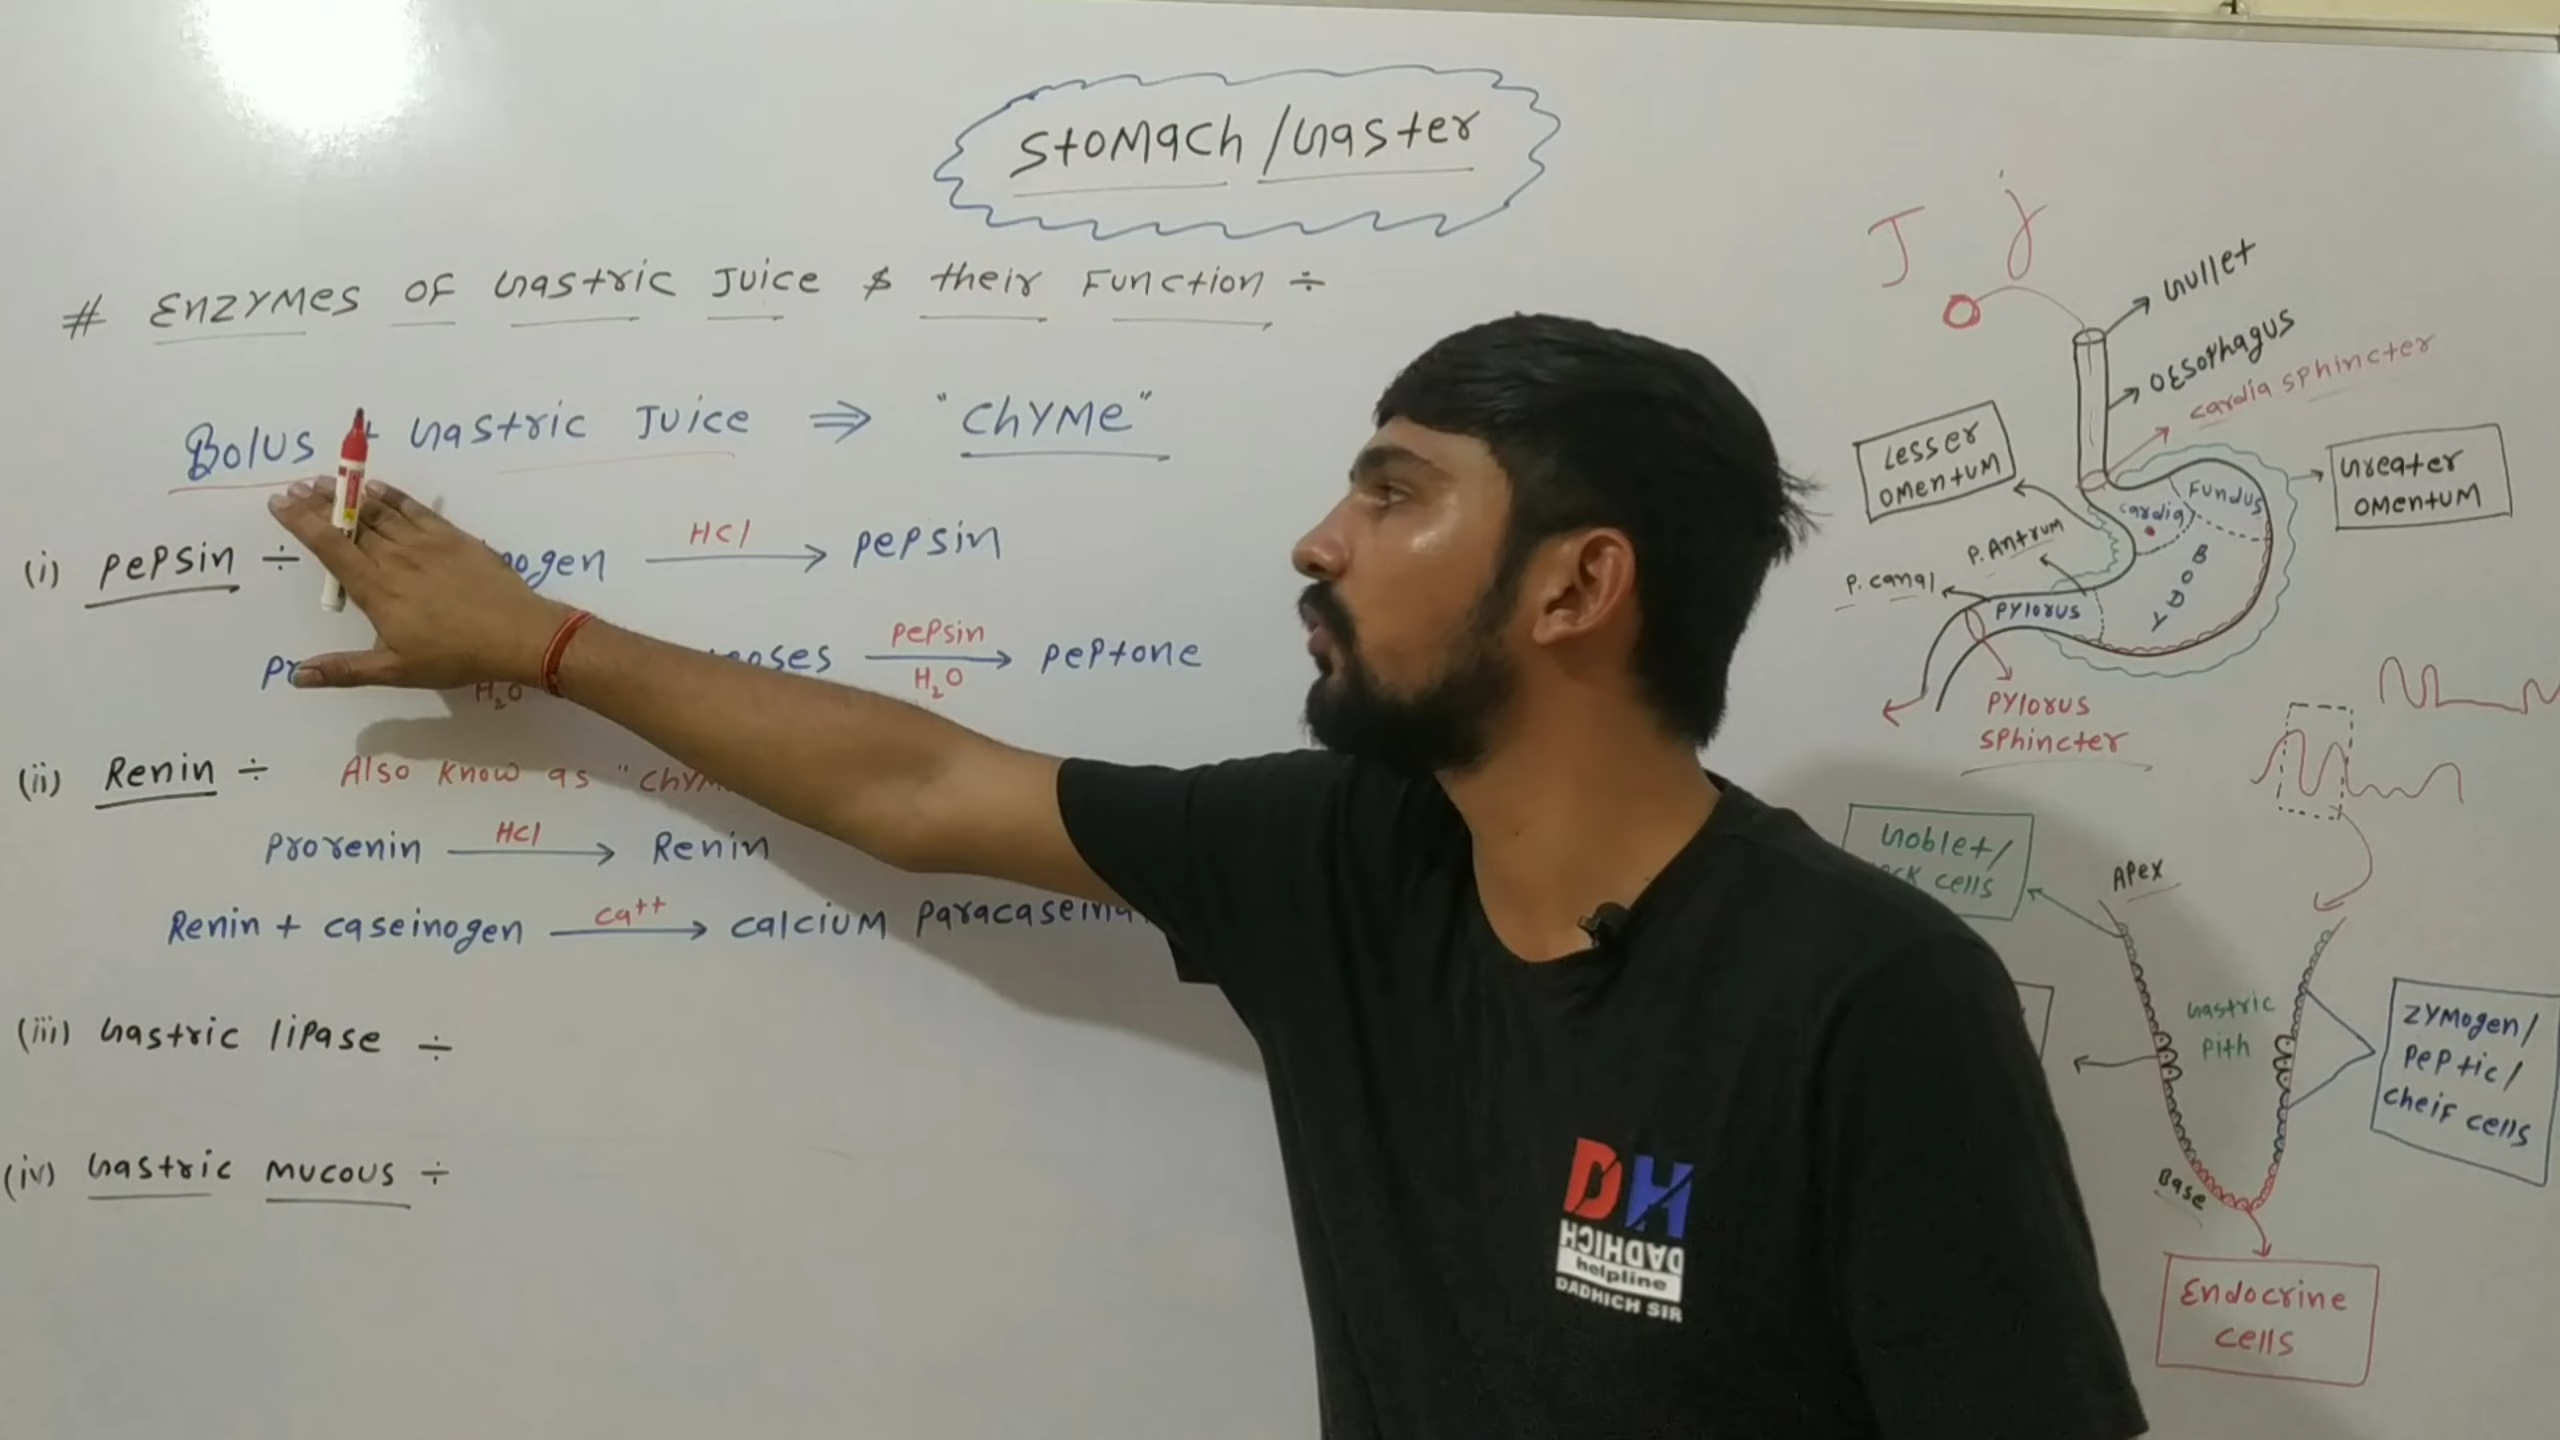 Stomach / Gaster
# Enzymes of Gastric Juice & their Function ÷
Bolus + Gastric Juice ⇒ "Chyme"
(i) Pepsin ÷ HCl → Pepsin
Pepsin
H2O → Peptone
H2O
(ii) Renin ÷ Also Know as
Prorenin HCl → Renin
Renin + caseinogen Ca++ → calcium
(iii) Gastric lipase ÷
(iv) Gastric mucous ÷
J
Gullet
Oesophagus
cardia sphincter
Lesser
omentum
Greater
omentum
Fundus
cardia
BODY
P. Antrum
P. canal
Pylorus
Pylorus
sphincter
Goblet/
cells
Apex
Gastric
Pith
Zymogen/
Peptic/
Cheif cells
Base
Endocrine
cells
DH
DADHICH
helpline
DADHICH SIR